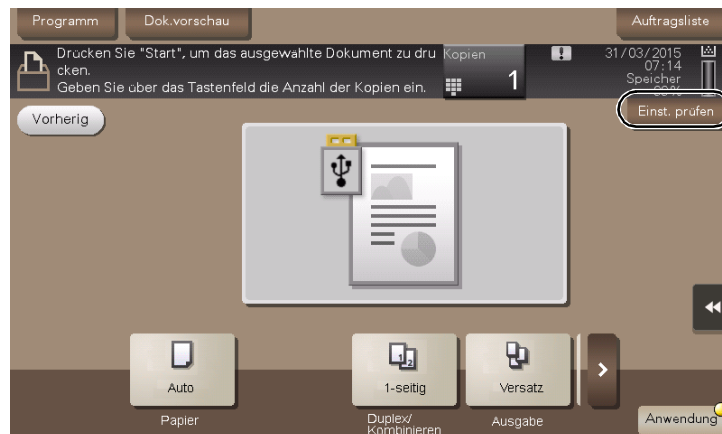 Programm
Dok.vorschau
Auftragsliste
Drücken Sie "Start", um das ausgewählte Dokument zu dru
cken.
Geben Sie über das Tastenfeld die Anzahl der Kopien ein.
Kopien
1
31/03/2015
07:14
Speicher
Einst. prüfen
Vorherig
1 2
Auto
1-seitig
Versatz
Papier
Duplex/
Kombinieren
Ausgabe
Anwendung